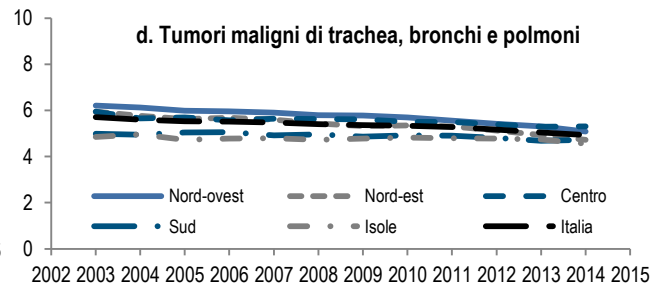 d. Tumori maligni di trachea, bronchi e polmoni
10
8
6
4
2
0
Nord-ovest Nord-est Centro
Sud Isole Italia
2002 2003 2004 2005 2006 2007 2008 2009 2010 2011 2012 2013 2014 2015